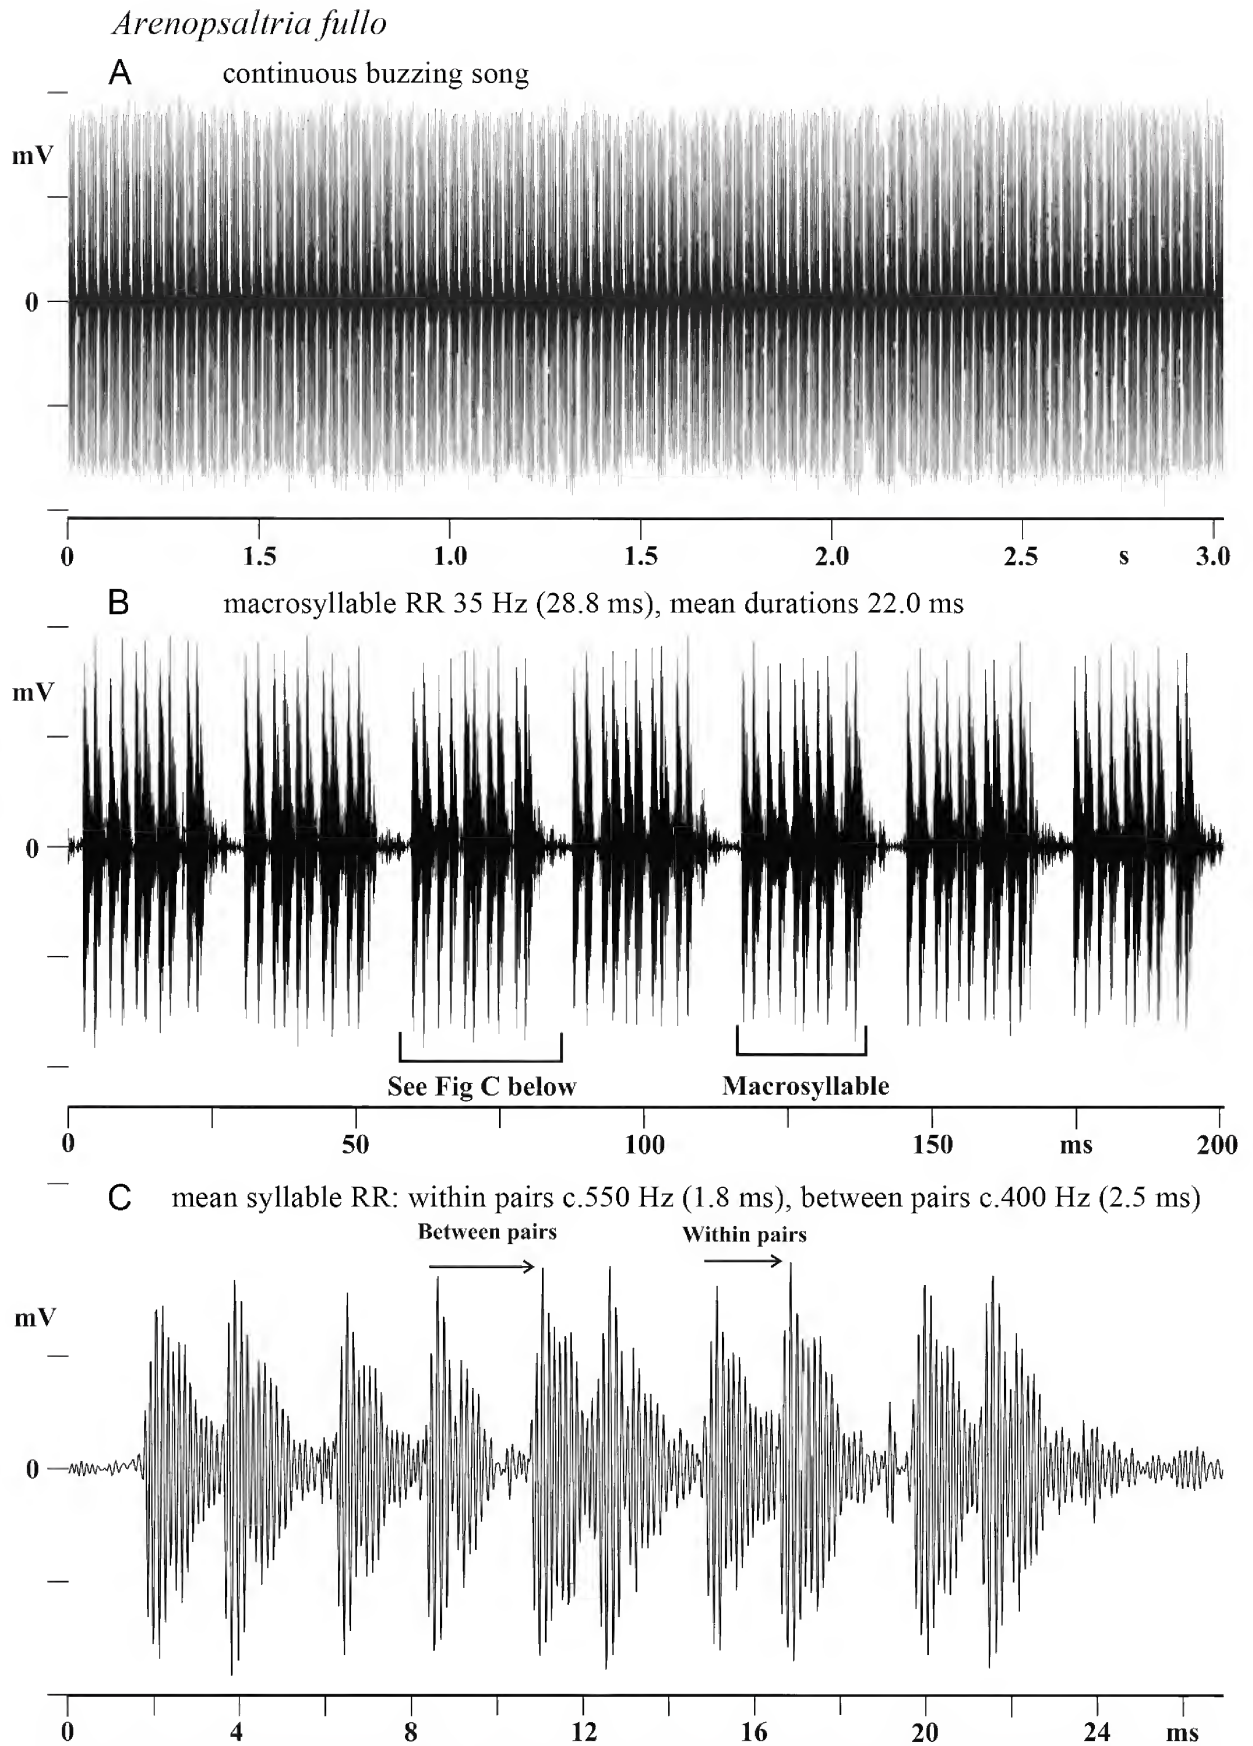 Arenopsaltria fullo
A continuous buzzing song
mV
0
0 1.5 1.0 1.5 2.0 2.5 s 3.0
B macrosyllable RR 35 Hz (28.8 ms), mean durations 22.0 ms
mV
0
See Fig C below Macrosyllable
0 50 100 150 ms 200
C mean syllable RR: within pairs c.550 Hz (1.8 ms), between pairs c.400 Hz (2.5 ms)
Between pairs Within pairs
mV
0
0 4 8 12 16 20 24 ms